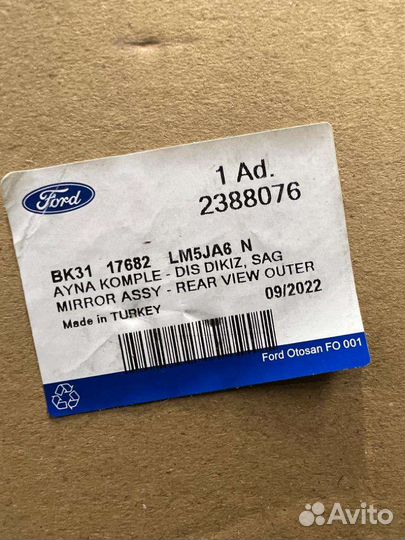 Ford
1 Ad.
2388076
BK31 17682 LM5JA6 N
AYNA KOMPLE - DIS DIKIZ, SAG
MIRROR ASSY - REAR VIEW OUTER
Made in TURKEY
09/2022
Ford Otosan FO 001
Avito